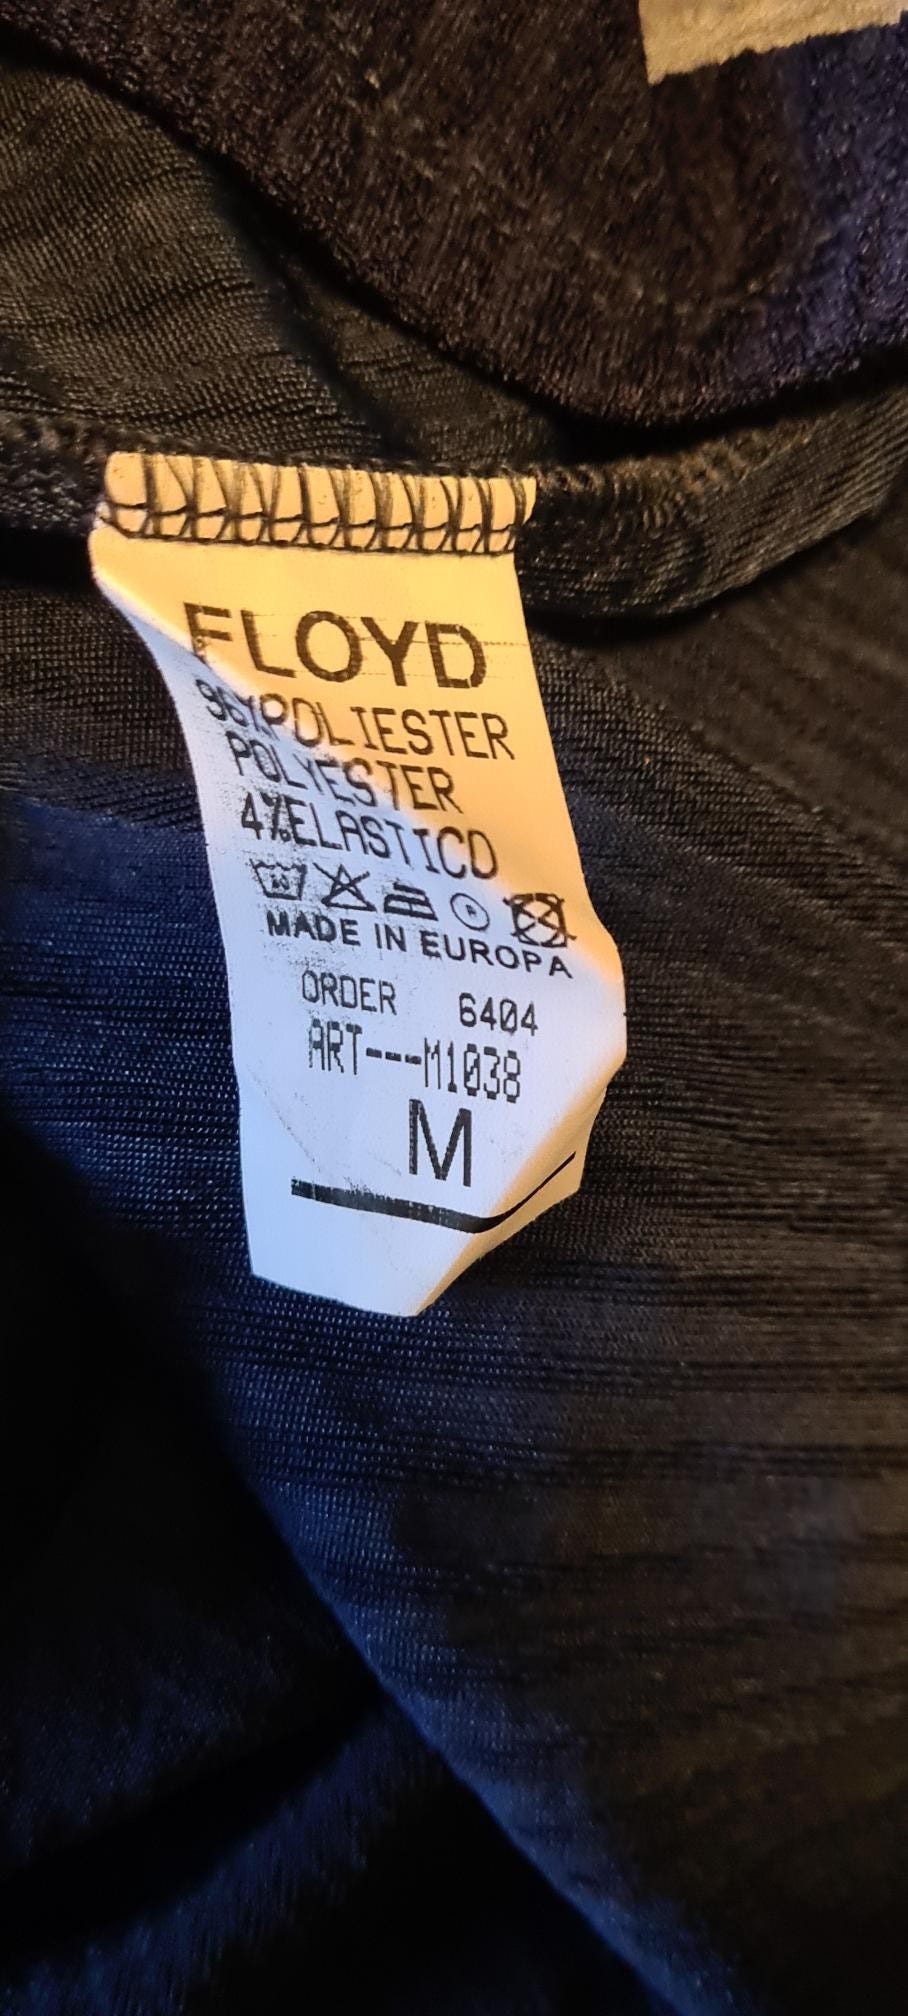 FLOYD
96%POLIESTER
POLYESTER
4%ELASTICO
MADE IN EUROPA
ORDER 6404
ART---M1038
M